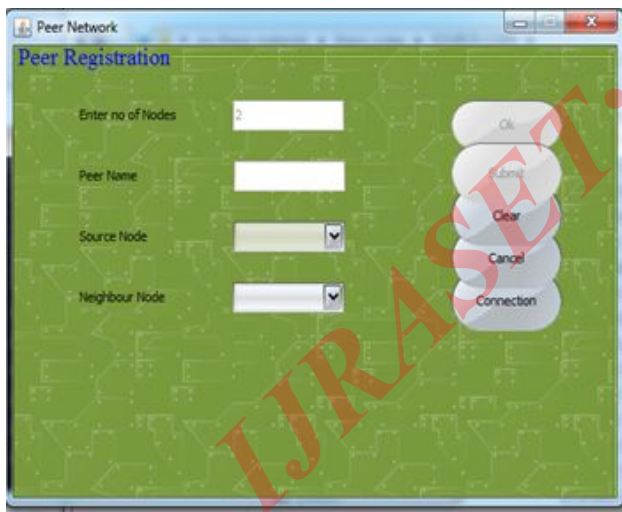 Peer Network
Peer Registration
Enter no of Nodes
2
Ok
Peer Name
Submit
Clear
Source Node
Cancel
Neighbour Node
Connection
IJRASET.